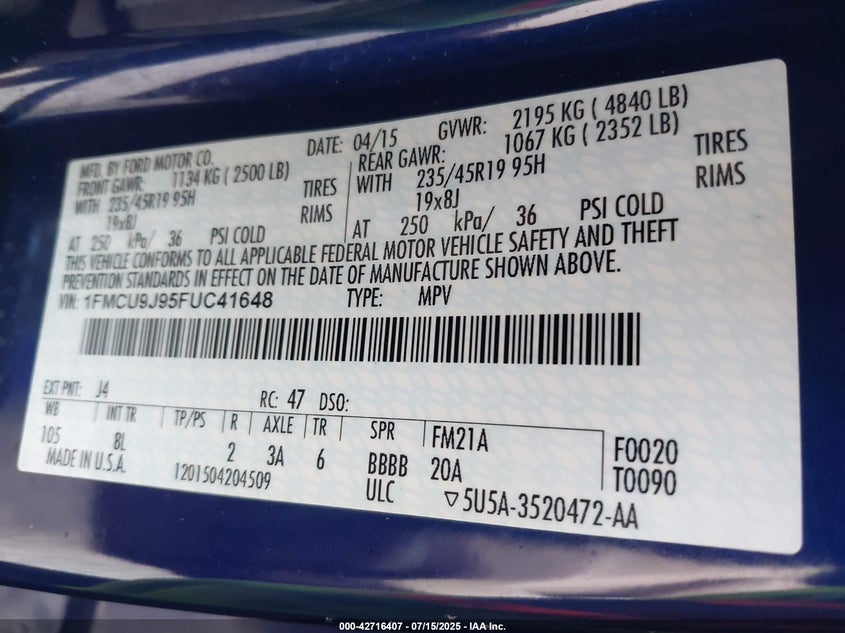 MFD. BY FORD MOTOR CO.
DATE: 04/15 GVWR: 2195 KG ( 4840 LB)
FRONT GAWR: 1134 KG ( 2500 LB)
REAR GAWR: 1067 KG ( 2352 LB)
WITH 235/45R19 95H TIRES
WITH 235/45R19 95H TIRES
19x8J RIMS
19x8J RIMS
AT 250 kPa/ 36 PSI COLD
AT 250 kPa/ 36 PSI COLD
THIS VEHICLE CONFORMS TO ALL APPLICABLE FEDERAL MOTOR VEHICLE SAFETY AND THEFT
PREVENTION STANDARDS IN EFFECT ON THE DATE OF MANUFACTURE SHOWN ABOVE.
VIN: 1FMCU9J95FUC41648 TYPE: MPV
EXT PNT: J4 RC: 47 DSO:
WB INT TR TP/PS R AXLE TR SPR FM21A F0020
105 8L 2 3A 6 BBBB 20A T0090
MADE IN U.S.A. 1201504204509 ULC ▽5U5A-3520472-AA
000-42716407 - 07/15/2025 - IAA Inc.